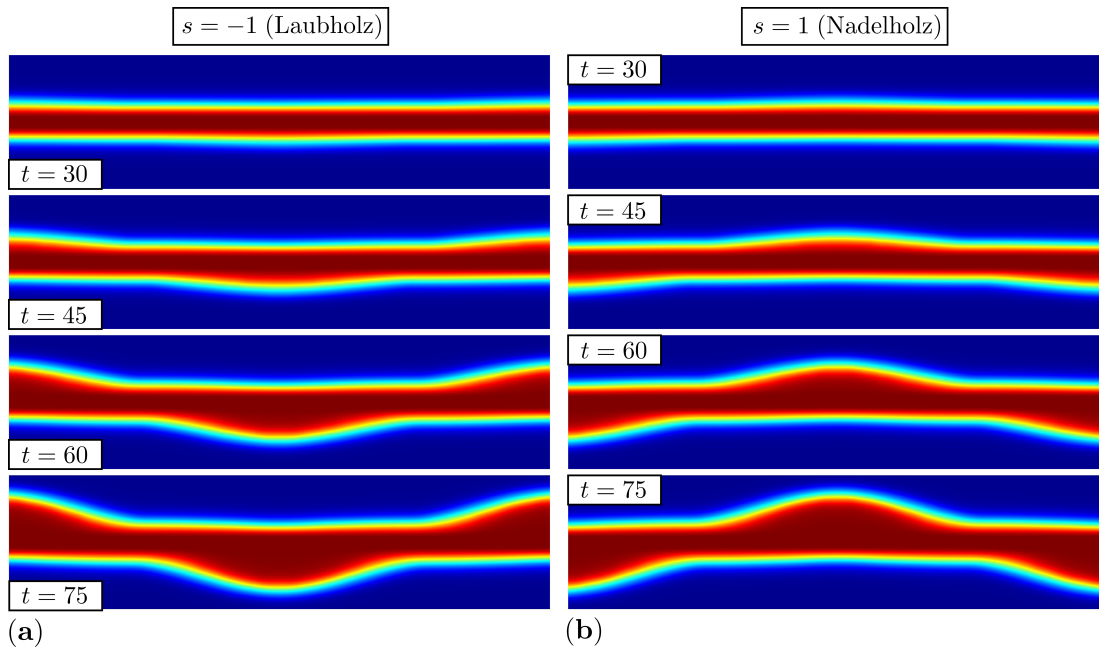 s = −1 (Laubholz)
s = 1 (Nadelholz)
t = 30
t = 45
t = 60
t = 75
(a)
t = 30
t = 45
t = 60
t = 75
(b)